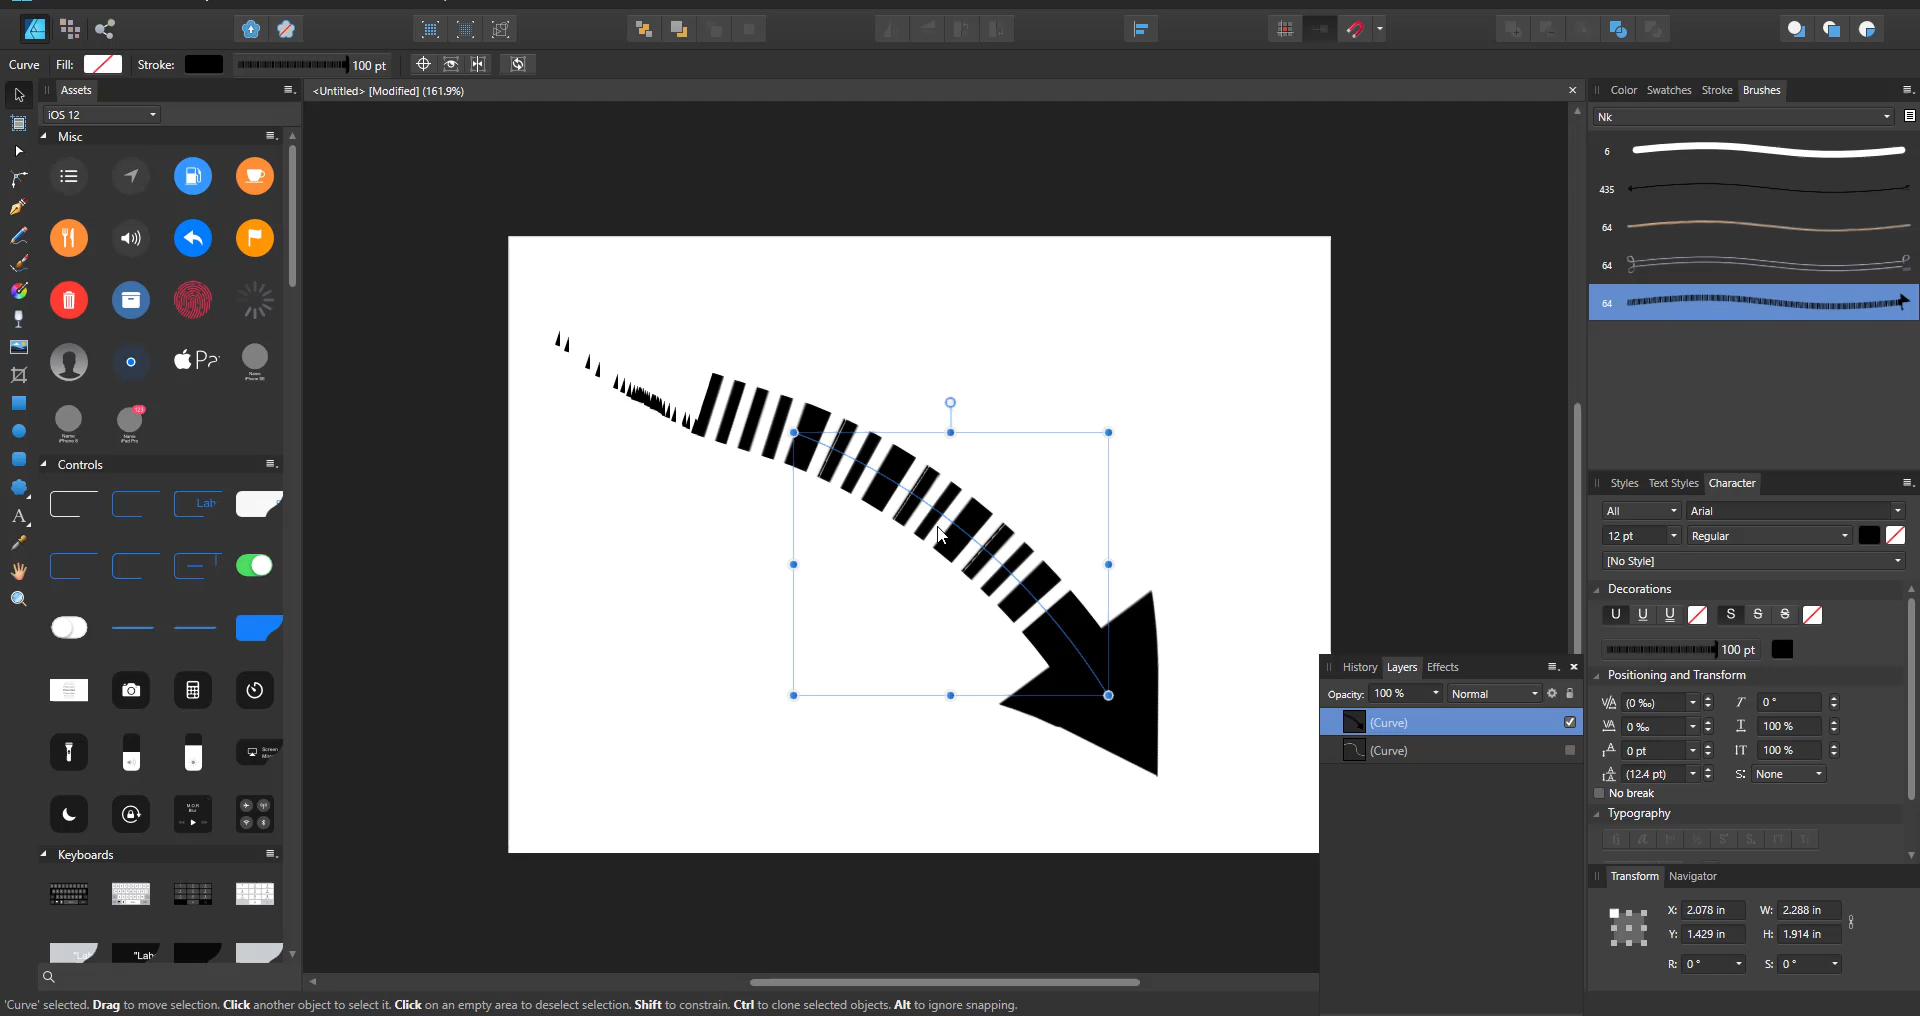 Curve Fill: Stroke: 100 pt
Assets
<Untitled> [Modified] (161.9%)
Color Swatches Stroke Brushes
iOS 12
Nk
Misc
6
435
64
64
64
Controls
Styles Text Styles Character
All Arial
12 pt Regular
[No Style]
Decorations
U U U S S S
100 pt
Positioning and Transform
(0 ‰) 0 °
0 ‰ 100 %
0 pt 100 %
(12.4 pt) None
No break
Typography
History Layers Effects
Opacity: 100 % Normal
(Curve)
(Curve)
Keyboards
Transform Navigator
X: 2.078 in W: 2.288 in
Y: 1.429 in H: 1.914 in
R: 0 ° S: 0 °
'Curve' selected. Drag to move selection. Click another object to select it. Click on an empty area to deselect selection. Shift to constrain. Ctrl to clone selected objects. Alt to ignore snapping.